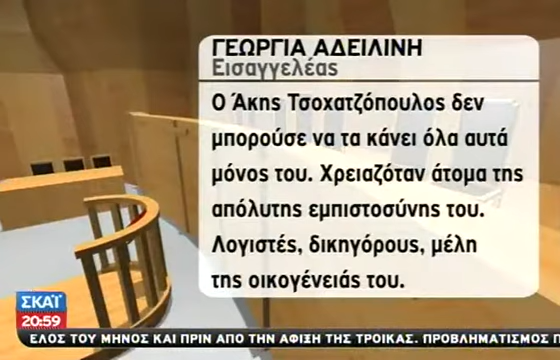 ΓΕΩΡΓΙΑ ΑΔΕΙΛΙΝΗ
Εισαγγελέας
Ο Άκης Τσοχατζόπουλος δεν
μπορούσε να τα κάνει όλα αυτά
μόνος του. Χρειαζόταν άτομα της
απόλυτης εμπιστοσύνης του.
Λογιστές, δικηγόρους, μέλη
της οικογένειάς του.
ΣΚΑΪ
20:59
ΕΛΟΣ ΤΟΥ ΜΗΝΟΣ ΚΑΙ ΠΡΙΝ ΑΠΟ ΤΗΝ ΑΦΙΞΗ ΤΗΣ ΤΡΟΙΚΑΣ. ΠΡΟΒΛΗΜΑΤΙΣΜΟΣ